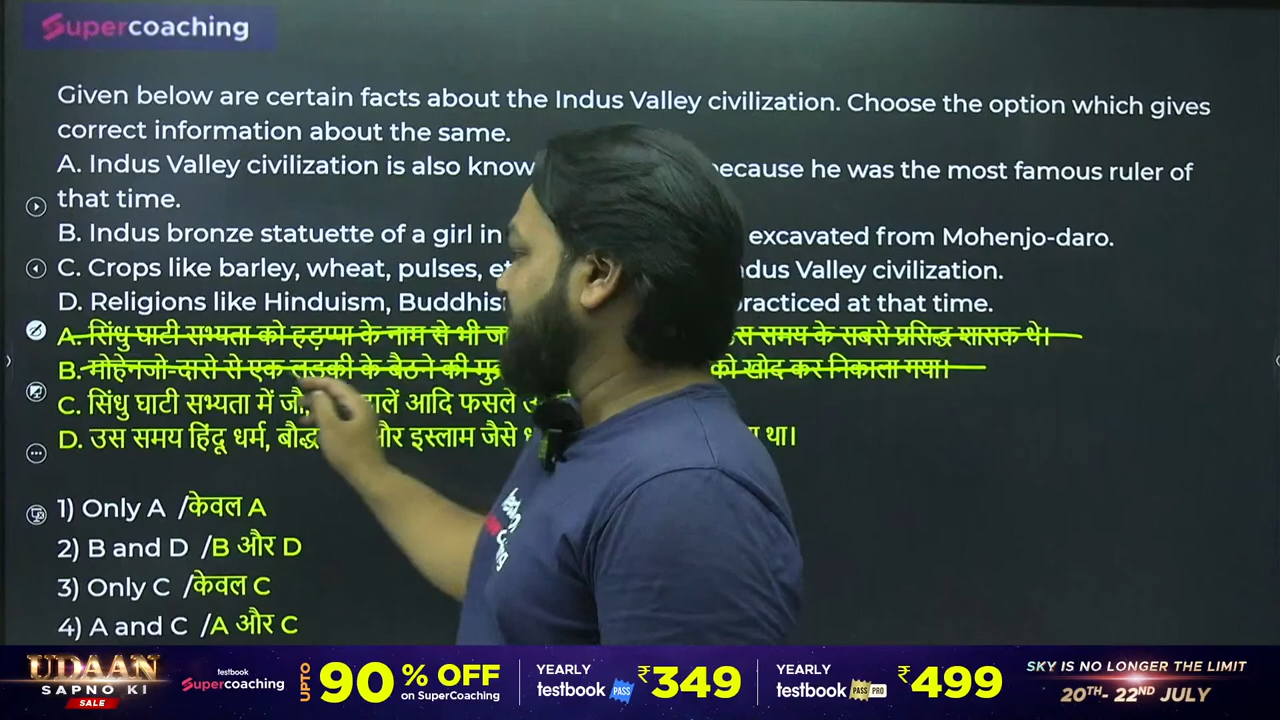 Supercoaching
Given below are certain facts about the Indus Valley civilization. Choose the option which gives
correct information about the same.
A. Indus Valley civilization is also know ecause he was the most famous ruler of
that time.
B. Indus bronze statuette of a girl in excavated from Mohenjo-daro.
C. Crops like barley, wheat, pulses, et ndus Valley civilization.
D. Religions like Hinduism, Buddhis practiced at that time.
A. सिंधु घाटी सभ्यता को हड़प्पा के नाम से भी ज स समय के सबसे प्रसिद्ध शासक थे।
B. मोहेनजो-दारो से एक लड़की के बैठने की मुद्र को खोद कर निकाला गया।
C. सिंधु घाटी सभ्यता में जौ, दालें आदि फसले उ
D. उस समय हिंदू धर्म, बौद्ध और इस्लाम जैसे ध था।
1) Only A /केवल A
2) B and D /B और D
3) Only C /केवल C
4) A and C /A और C
UDAAN
SAPNO KI
SALE
testbook
Supercoaching
UPTO 90% OFF
on SuperCoaching
YEARLY
testbook PASS
₹349
YEARLY
testbook PASS PRO
₹499
SKY IS NO LONGER THE LIMIT
20TH- 22ND JULY